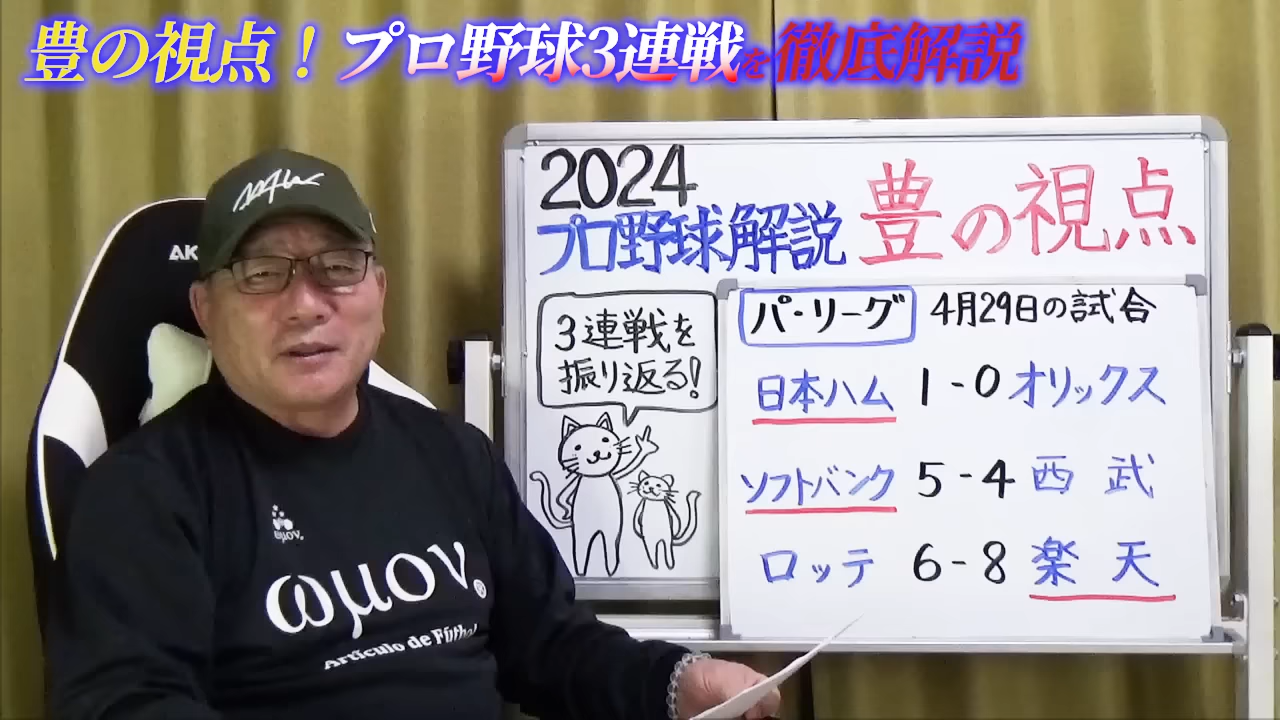 豊の視点！プロ野球3連戦を徹底解説
2024
プロ野球解説 豊の視点
3連戦を
振り返る！
パ・リーグ 4月29日の試合
日本ハム 1-0 オリックス
ソフトバンク 5-4 西武
ロッテ 6-8 楽天
AK
ωμον.
ωμον®
Artículo de Fútbol